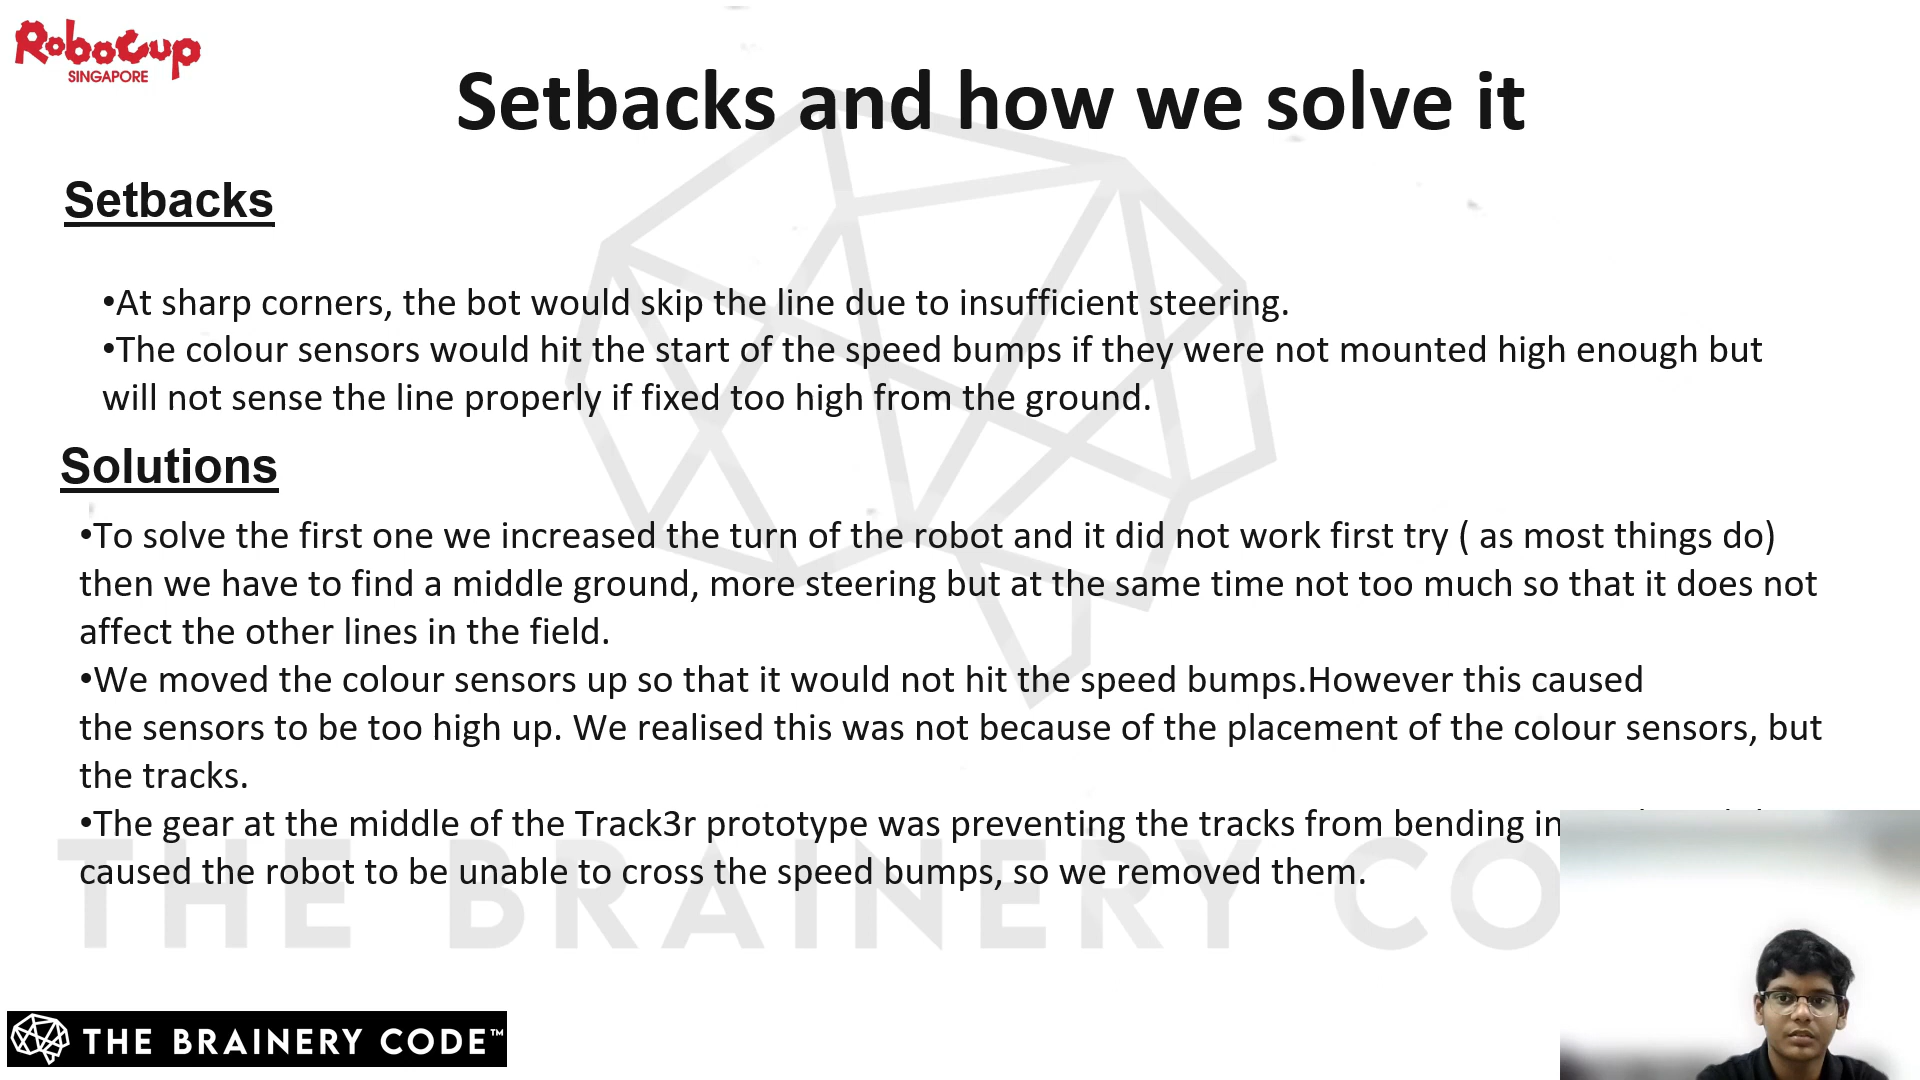 RoboCup
SINGAPORE
Setbacks and how we solve it
Setbacks
•At sharp corners, the bot would skip the line due to insufficient steering.
•The colour sensors would hit the start of the speed bumps if they were not mounted high enough but
will not sense the line properly if fixed too high from the ground.
Solutions
•To solve the first one we increased the turn of the robot and it did not work first try ( as most things do)
then we have to find a middle ground, more steering but at the same time not too much so that it does not
affect the other lines in the field.
•We moved the colour sensors up so that it would not hit the speed bumps.However this caused
the sensors to be too high up. We realised this was not because of the placement of the colour sensors, but
the tracks.
•The gear at the middle of the Track3r prototype was preventing the tracks from bending
caused the robot to be unable to cross the speed bumps, so we removed them.
THE BRAINERY CO
THE BRAINERY CODE™